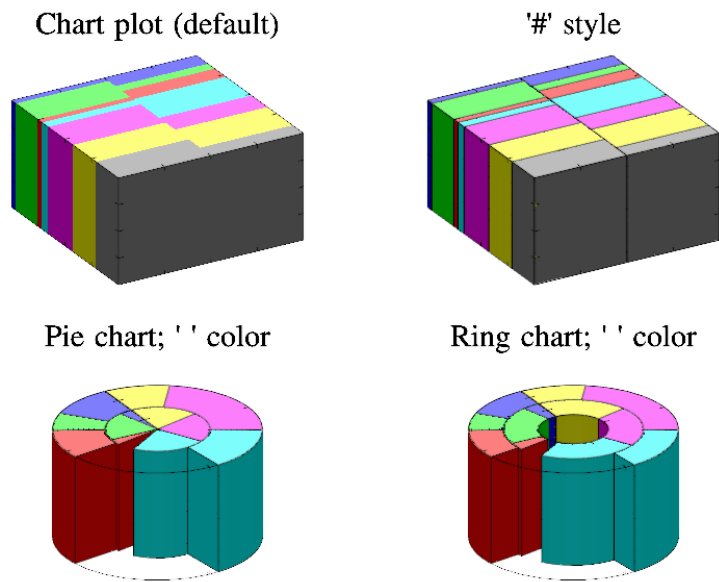 Chart plot (default)
'#' style
Pie chart; ' ' color
Ring chart; ' ' color